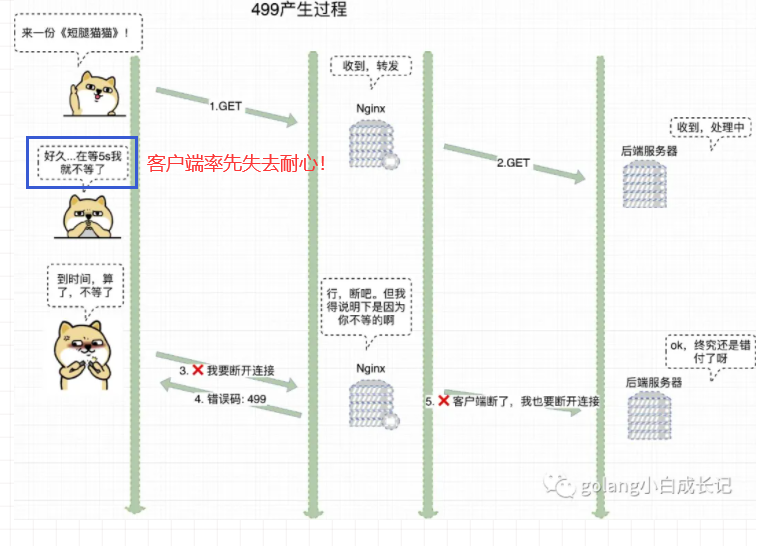 499产生过程
来一份《短腿猫猫》！
收到，转发
1.GET
Nginx
收到，处理中
后端服务器
2.GET
好久...在等5s我
就不等了
客户端率先失去耐心！
到时间，算
了，不等了
行，断吧。但我
得说明下是因为
你不等的啊
ok，终究还是错
付了呀
3. ❌ 我要断开连接
Nginx
后端服务器
4. 错误码: 499
5. ❌ 客户端断了，我也要断开连接
golang小白成长记